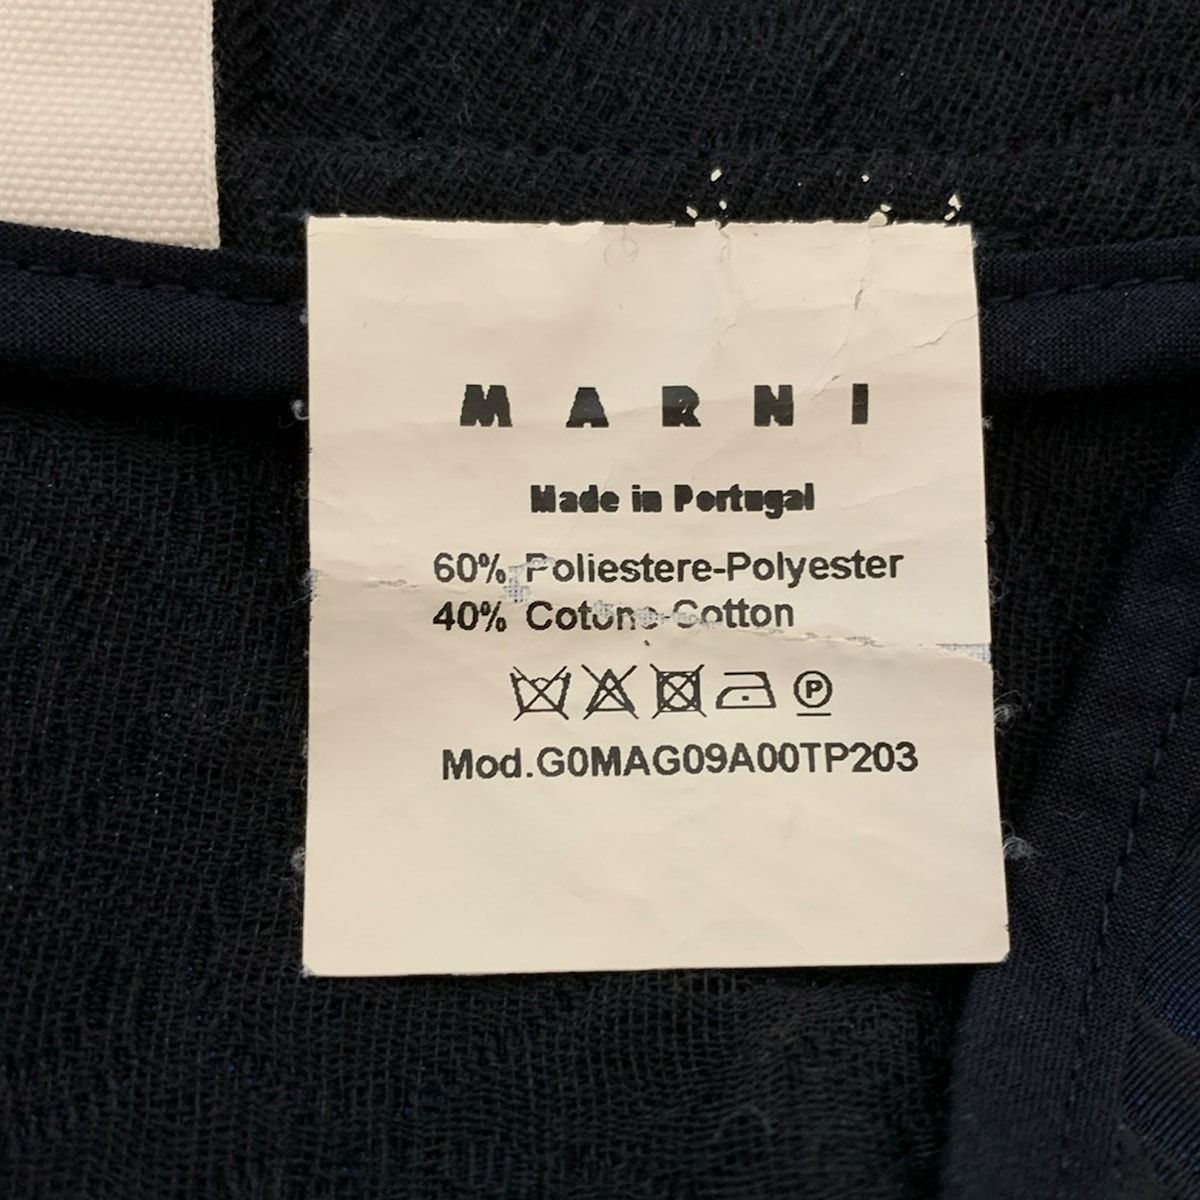 MARNI
Made in Portugal
60% Poliestere-Polyester
40% Cotone-Cotton
P
Mod.G0MAG09A00TP203